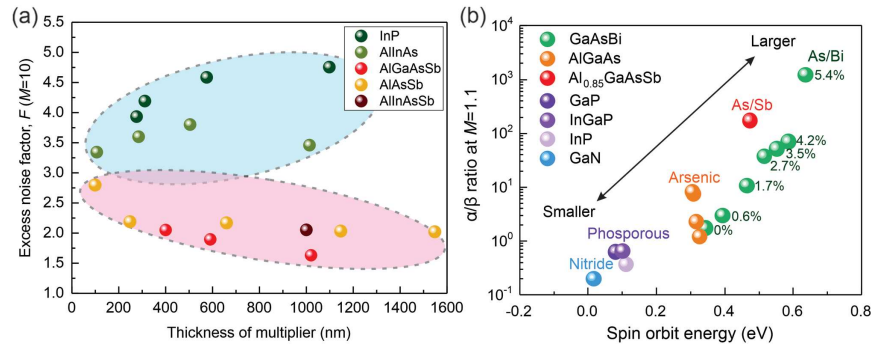 (a)
Excess noise factor, F (M=10)
5.0
4.5
4.0
3.5
3.0
2.5
2.0
1.5
1.0
0 200 400 600 800 1000 1200 1400 1600
Thickness of multiplier (nm)
InP
AlInAs
AlGaAsSb
AlAsSb
AlInAsSb
(b)
α/β ratio at M=1.1
10⁴
10³
10²
10¹
10⁰
10⁻¹
-0.2 0.0 0.2 0.4 0.6 0.8
Spin orbit energy (eV)
GaAsBi
AlGaAs
Al₀.₈₅GaAsSb
GaP
InGaP
InP
GaN
Larger
Smaller
As/Bi
5.4%
As/Sb
4.2%
3.5%
2.7%
1.7%
0.6%
0%
Arsenic
Phosporous
Nitride